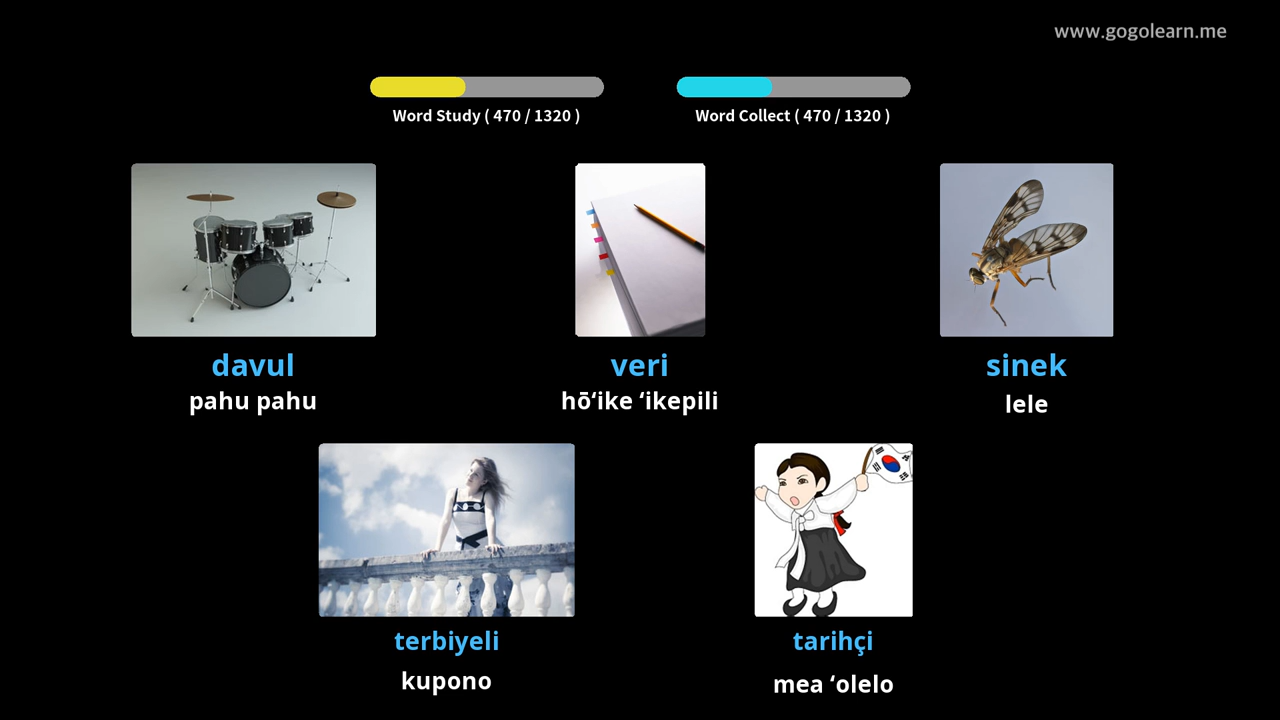 www.gogolearn.me
Word Study ( 470 / 1320 )
Word Collect ( 470 / 1320 )
davul
pahu pahu
veri
hōʻike ʻikepili
sinek
lele
terbiyeli
kupono
tarihçi
mea ʻolelo